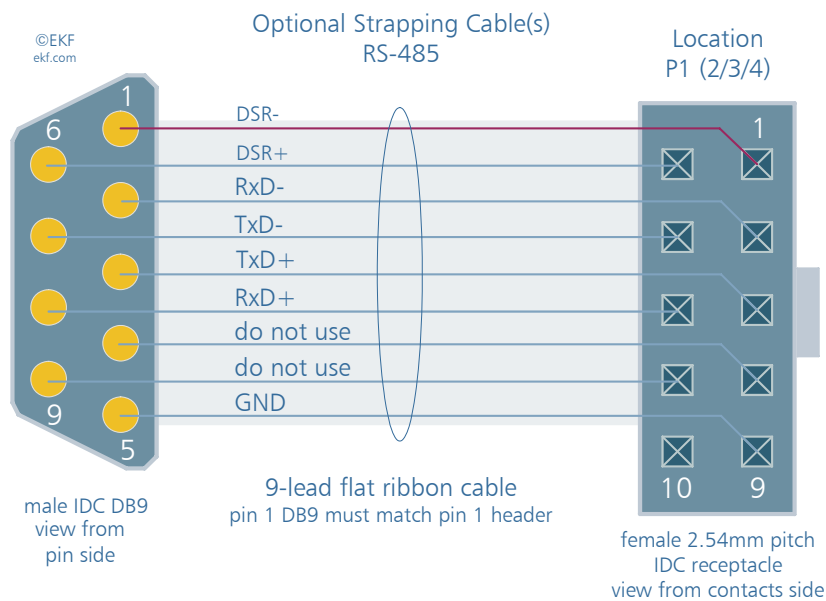 Optional Strapping Cable(s)
RS-485
©EKF
ekf.com
Location
P1 (2/3/4)
1
6
9
5
DSR-
DSR+
RxD-
TxD-
TxD+
RxD+
do not use
do not use
GND
1
10
9
male IDC DB9
view from
pin side
9-lead flat ribbon cable
pin 1 DB9 must match pin 1 header
female 2.54mm pitch
IDC receptacle
view from contacts side